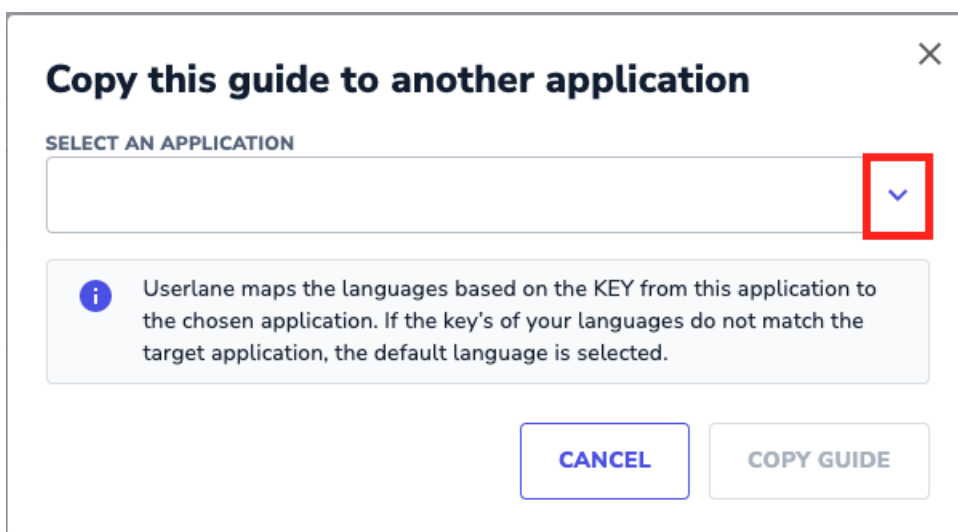 Copy this guide to another application
SELECT AN APPLICATION
Userlane maps the languages based on the KEY from this application to
the chosen application. If the key's of your languages do not match the
target application, the default language is selected.
CANCEL
COPY GUIDE